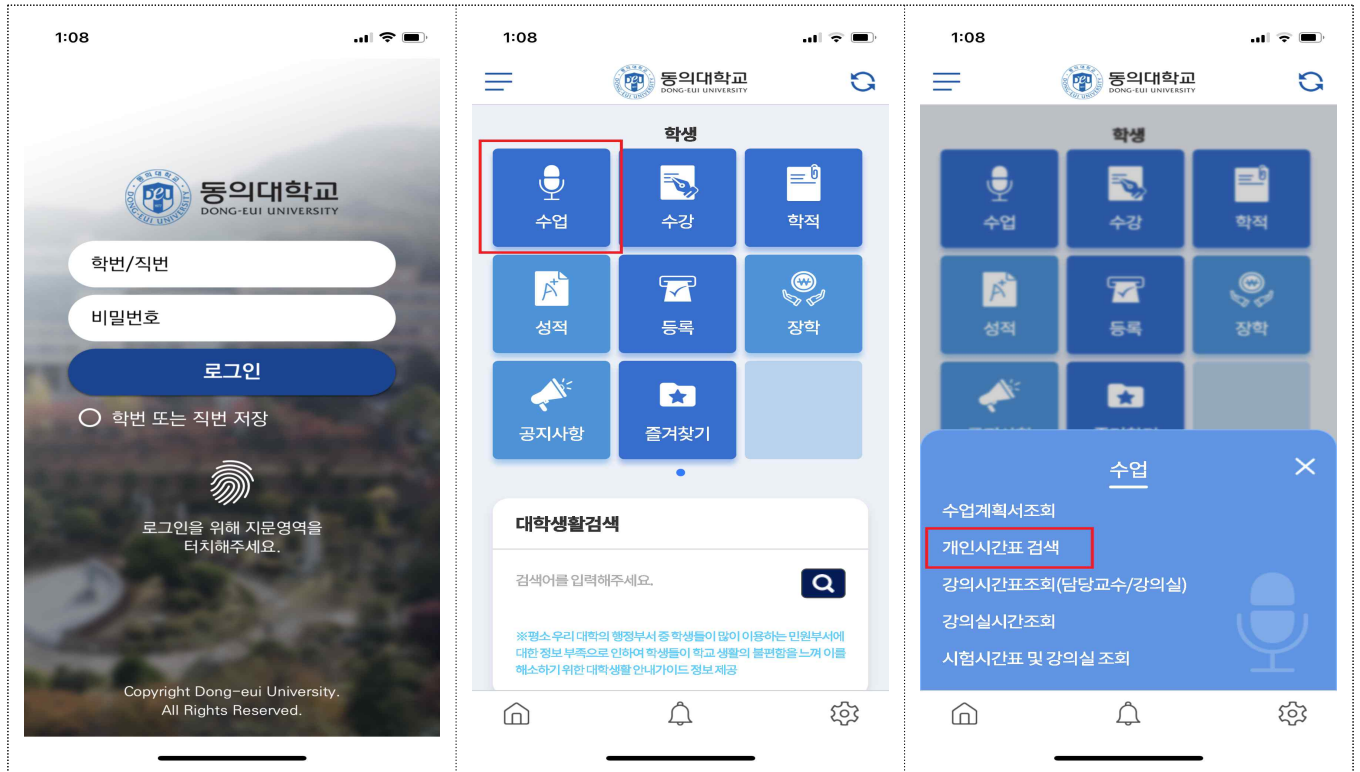 1:08
동의대학교
DONG-EUI UNIVERSITY
학번/직번
비밀번호
로그인
학번 또는 직번 저장
로그인을 위해 지문영역을
터치해주세요.
Copyright Dong-eui University.
All Rights Reserved.
1:08
동의대학교
DONG-EUI UNIVERSITY
학생
수업
수강
학적
성적
등록
장학
공지사항
즐겨찾기
대학생활검색
검색어를 입력해주세요.
※평소 우리 대학의 행정부서 중 학생들이 많이 이용하는 민원부서에
대한 정보 부족으로 인하여 학생들이 학교 생활의 불편함을 느껴 이를
해소하기 위한 대학생활 안내가이드 정보 제공
1:08
동의대학교
DONG-EUI UNIVERSITY
학생
수업
수강
학적
성적
등록
장학
수업
수업계획서조회
개인시간표 검색
강의시간표조회(담당교수/강의실)
강의실시간조회
시험시간표 및 강의실 조회